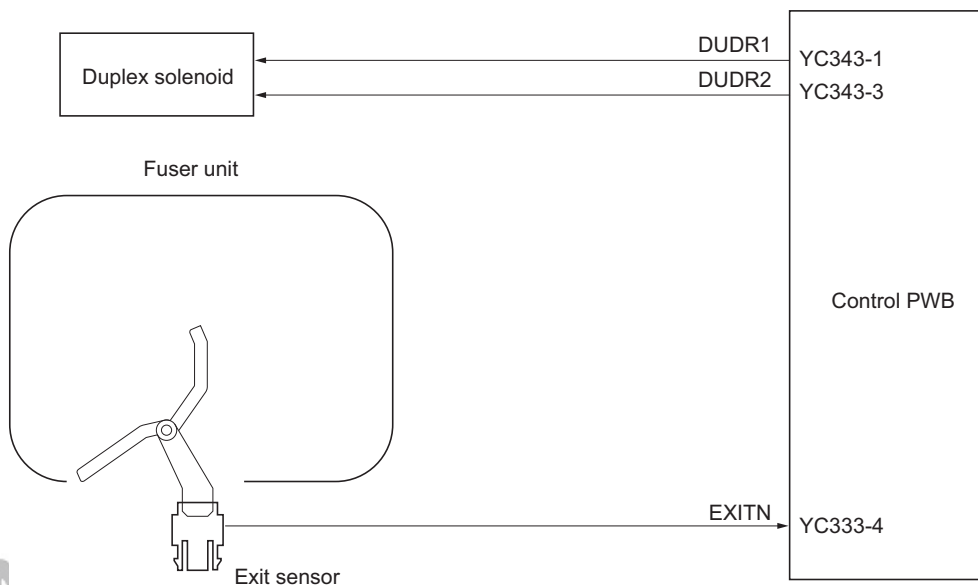 DUDR1
YC343-1
Duplex solenoid
DUDR2
YC343-3
Fuser unit
Control PWB
EXITN
YC333-4
Exit sensor